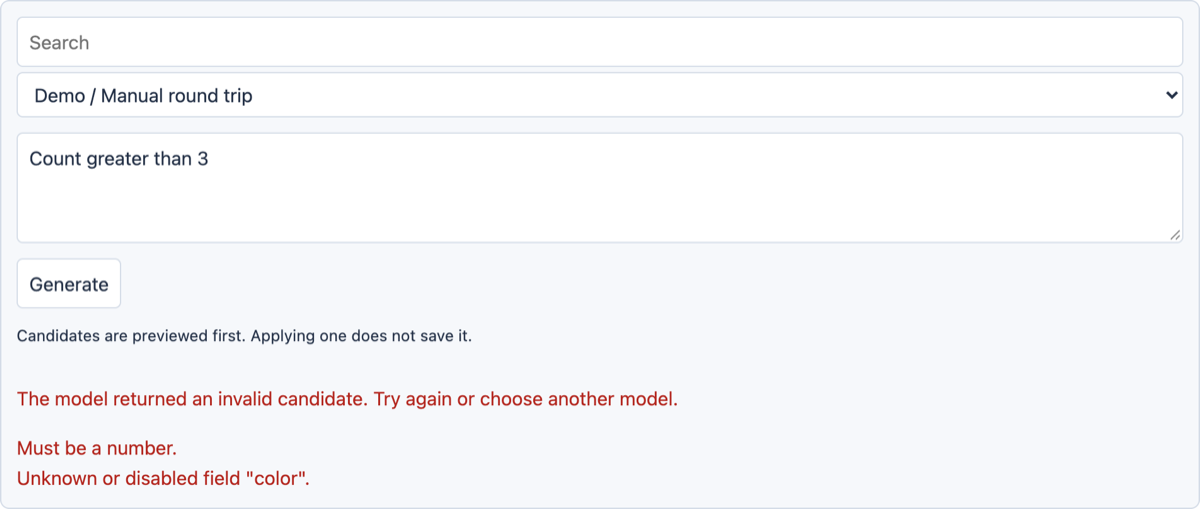 Search
Demo / Manual round trip
Count greater than 3
Generate
Candidates are previewed first. Applying one does not save it.
The model returned an invalid candidate. Try again or choose another model.
Must be a number.
Unknown or disabled field "color".